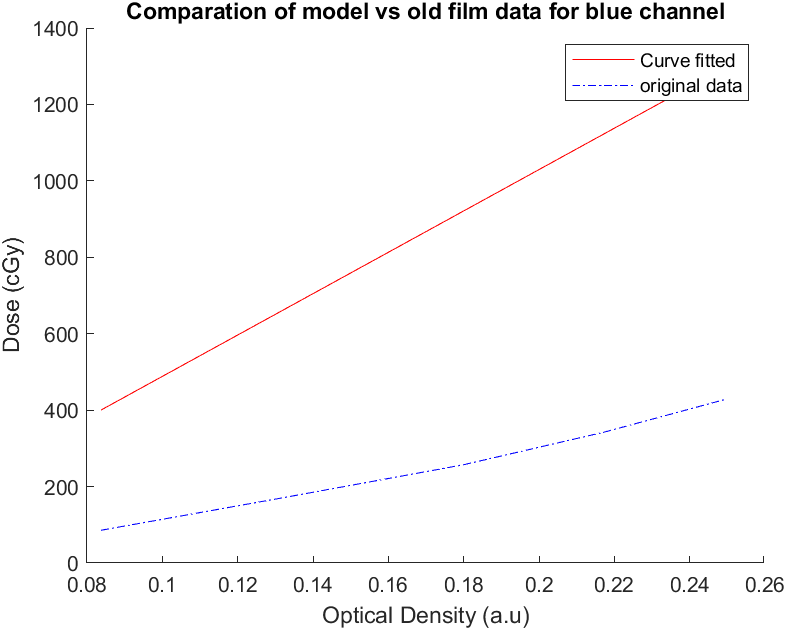 Comparation of model vs old film data for blue channel
Curve fitted
original data
1400
1200
1000
800
600
400
200
0
Dose (cGy)
0.08 0.1 0.12 0.14 0.16 0.18 0.2 0.22 0.24 0.26
Optical Density (a.u)